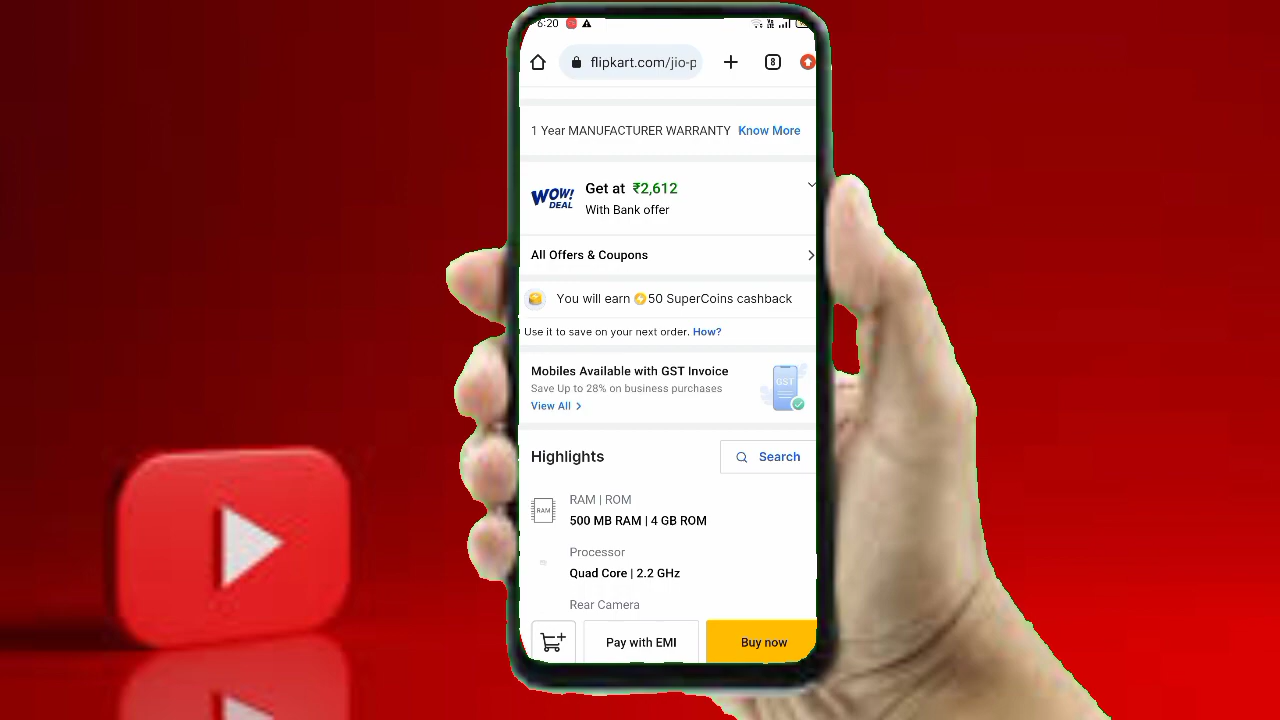 6:20
flipkart.com/jio-p
8
1 Year MANUFACTURER WARRANTY Know More
WOW!
DEAL
Get at ₹2,612
With Bank offer
All Offers & Coupons
You will earn 50 SuperCoins cashback
Use it to save on your next order. How?
Mobiles Available with GST Invoice
Save Up to 28% on business purchases
View All
GST
Highlights
Search
RAM | ROM
RAM
500 MB RAM | 4 GB ROM
Processor
Quad Core | 2.2 GHz
Rear Camera
Pay with EMI
Buy now